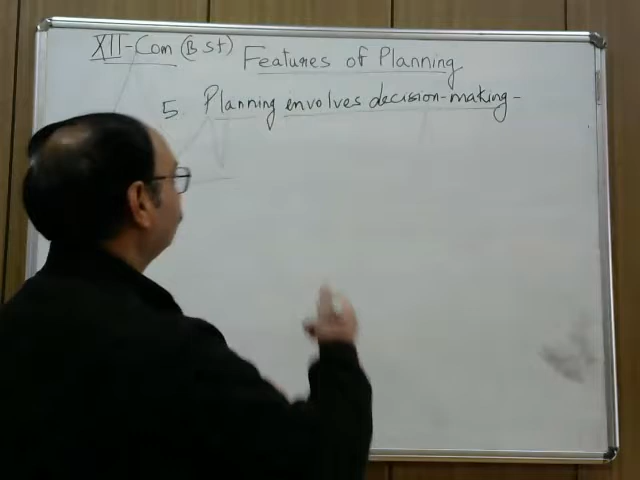 XII-Com (B st) Features of Planning
5. Planning involves decision-making-